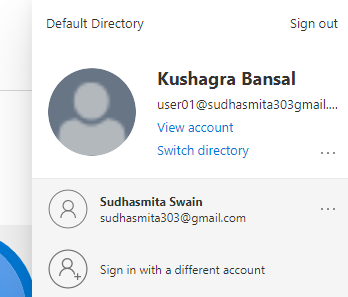 Default Directory Sign out
Kushagra Bansal
user01@sudhasmita303gmail....
View account
Switch directory ...
Sudhasmita Swain ...
sudhasmita303@gmail.com
Sign in with a different account